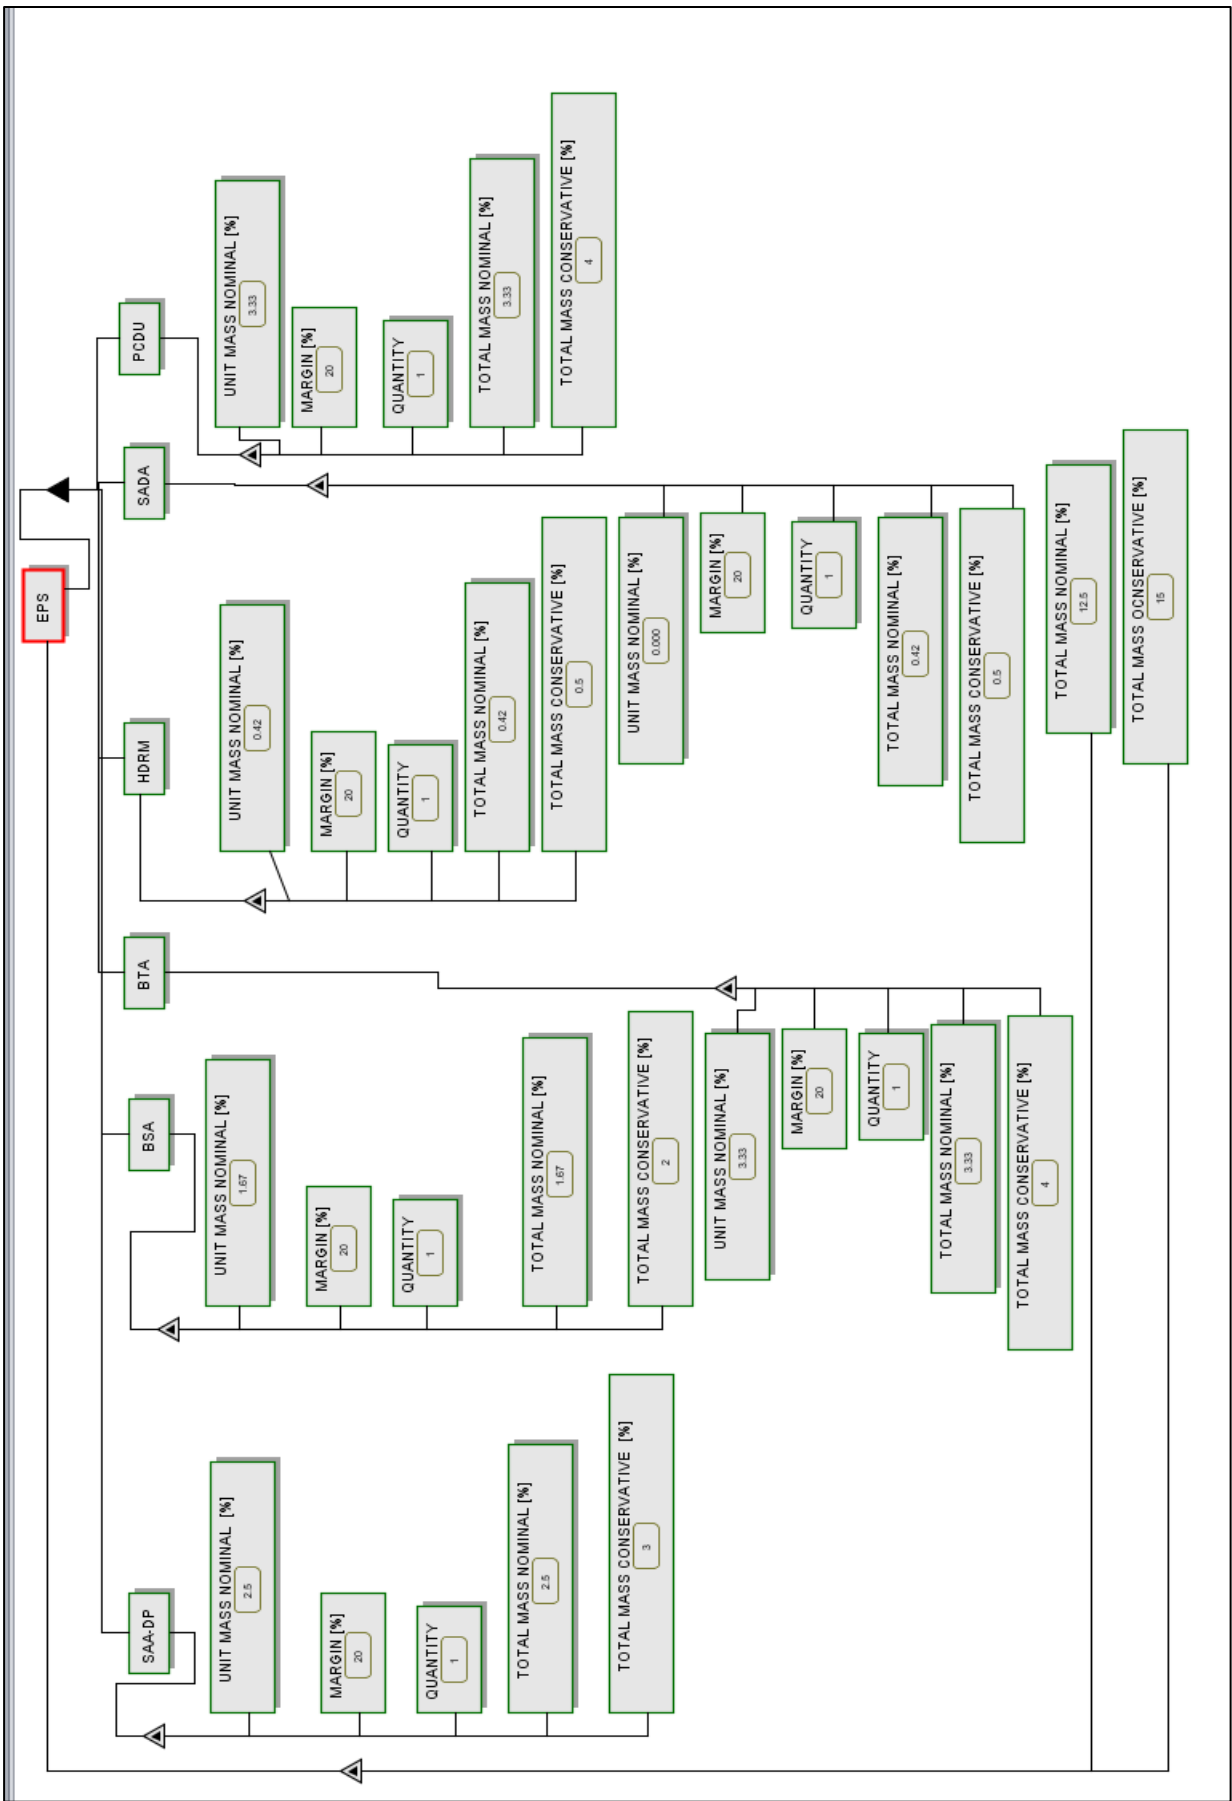 EPS
SAA-DP
BSA
BTA
HDRM
SADA
PCDU
UNIT MASS NOMINAL [%]
2.5
MARGIN [%]
20
QUANTITY
1
TOTAL MASS NOMINAL [%]
2.5
TOTAL MASS CONSERVATIVE [%]
3
UNIT MASS NOMINAL [%]
1.67
MARGIN [%]
20
QUANTITY
1
TOTAL MASS NOMINAL [%]
1.67
TOTAL MASS CONSERVATIVE [%]
2
UNIT MASS NOMINAL [%]
3.33
MARGIN [%]
20
QUANTITY
1
TOTAL MASS NOMINAL [%]
3.33
TOTAL MASS CONSERVATIVE [%]
4
UNIT MASS NOMINAL [%]
0.42
MARGIN [%]
20
QUANTITY
1
TOTAL MASS NOMINAL [%]
0.42
TOTAL MASS CONSERVATIVE [%]
0.5
UNIT MASS NOMINAL [%]
0.000
MARGIN [%]
20
QUANTITY
1
TOTAL MASS NOMINAL [%]
0.42
TOTAL MASS CONSERVATIVE [%]
0.5
UNIT MASS NOMINAL [%]
3.33
MARGIN [%]
20
QUANTITY
1
TOTAL MASS NOMINAL [%]
3.33
TOTAL MASS CONSERVATIVE [%]
4
TOTAL MASS NOMINAL [%]
12.5
TOTAL MASS OCNSERVATIVE [%]
15